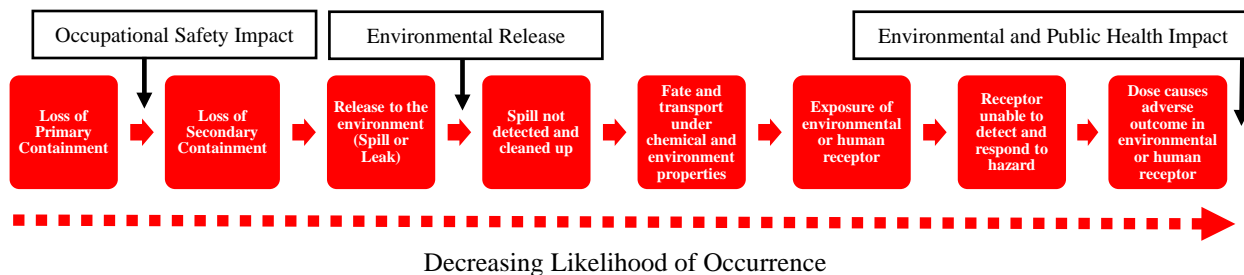 Occupational Safety Impact
Environmental Release
Environmental and Public Health Impact
Loss of
Primary
Containment
Loss of
Secondary
Containment
Release to the
environment
(Spill or
Leak)
Spill not
detected and
cleaned up
Fate and
transport
under
chemical and
environment
properties
Exposure of
environmental
or human
receptor
Receptor
unable to
detect and
respond to
hazard
Dose causes
adverse
outcome in
environmental
or human
receptor
Decreasing Likelihood of Occurrence